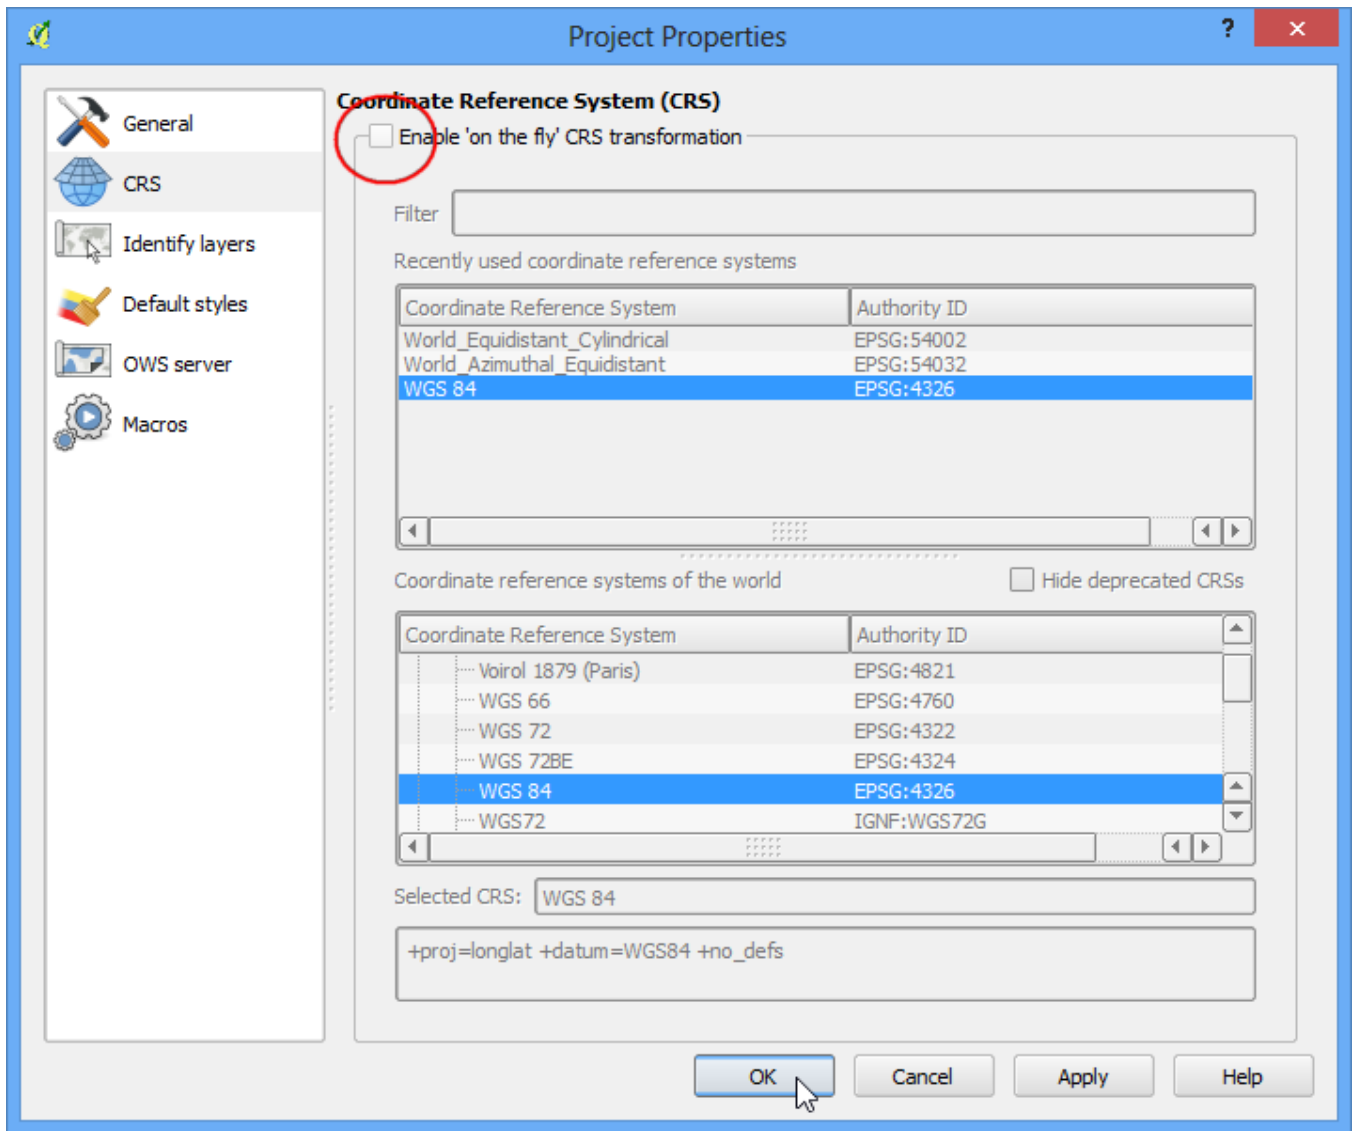 Project Properties
?
General
CRS
Identify layers
Default styles
OWS server
Macros
Coordinate Reference System (CRS)
Enable 'on the fly' CRS transformation
Filter
Recently used coordinate reference systems
Coordinate Reference System Authority ID
World_Equidistant_Cylindrical EPSG:54002
World_Azimuthal_Equidistant EPSG:54032
WGS 84 EPSG:4326
Coordinate reference systems of the world Hide deprecated CRSs
Coordinate Reference System Authority ID
Voirol 1879 (Paris) EPSG:4821
WGS 66 EPSG:4760
WGS 72 EPSG:4322
WGS 72BE EPSG:4324
WGS 84 EPSG:4326
WGS72 IGNF:WGS72G
Selected CRS: WGS 84
+proj=longlat +datum=WGS84 +no_defs
OK Cancel Apply Help